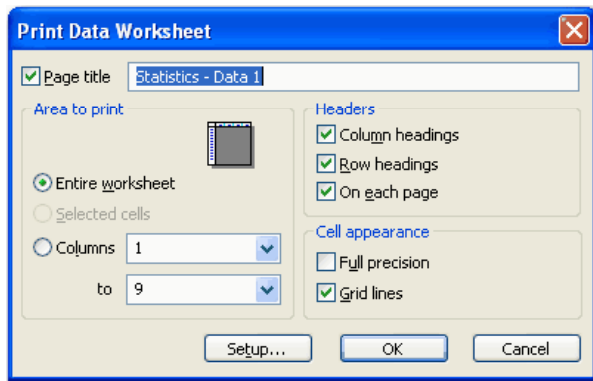 Print Data Worksheet
Page title Statistics - Data 1
Area to print
Entire worksheet
Selected cells
Columns 1
to 9
Headers
Column headings
Row headings
On each page
Cell appearance
Full precision
Grid lines
Setup... OK Cancel